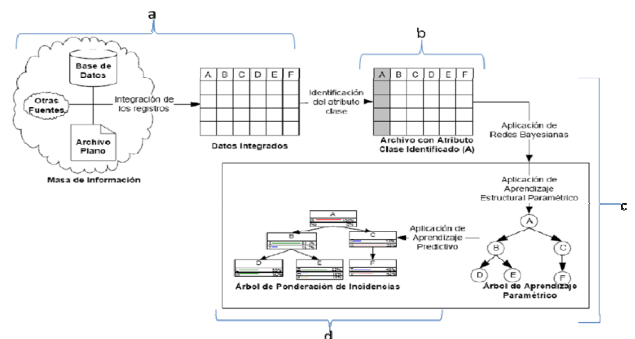 a
b
Base de
Datos
Otras
Fuentes
Archivo
Plano
Masa de Información
Integración de
los registros
A B C D E F
Datos Integrados
Identificación
del atributo
clase
A B C D E F
Archivo con Atributo
Clase Identificado (A)
Aplicación de
Redes Bayesianas
c
Aplicación de
Aprendizaje
Estructural Paramétrico
A
B
C
D
E
F
Árbol de Aprendizaje
Paramétrico
Aplicación de
Aprendizaje
Predictivo
A
B
C
D
E
F
Árbol de Ponderación de Incidencias
d